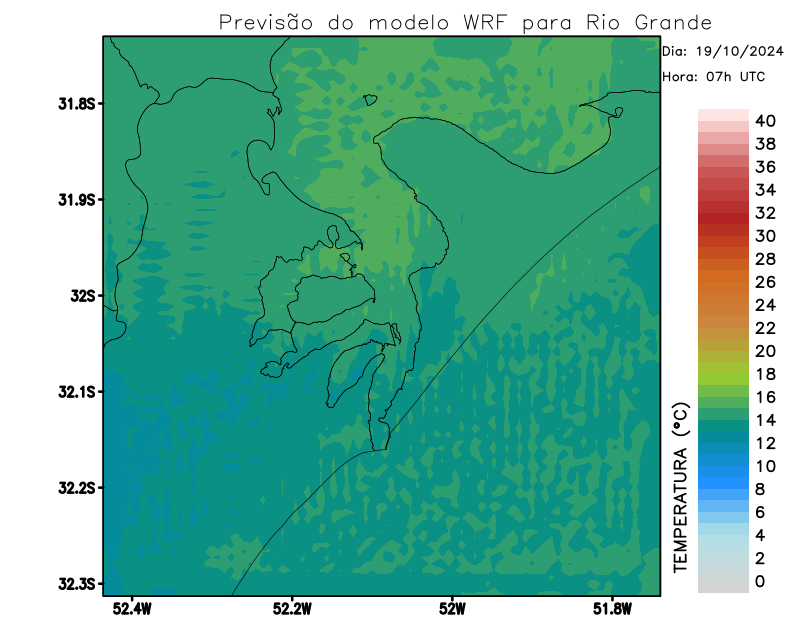 Previsão do modelo WRF para Rio Grande
Dia: 19/10/2024
Hora: 07h UTC
31.8S
31.9S
32S
32.1S
32.2S
32.3S
52.4W
52.2W
52W
51.8W
TEMPERATURA (°C)
40
38
36
34
32
30
28
26
24
22
20
18
16
14
12
10
8
6
4
2
0